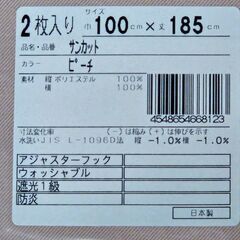 サイズ
2枚入り 巾100cm×丈185cm
品名・品番 サンカット
カラー ピーチ
素材 縦 ポリエステル 100%
横 100%
4548654668123
寸法変化率 (−)は縮み(+)は伸びを示す
水洗いJIS L-1096D法 縦 -1.0% 横 -1.0%
アジャスターフック
ウォッシャブル
遮光1級
防炎
日本製